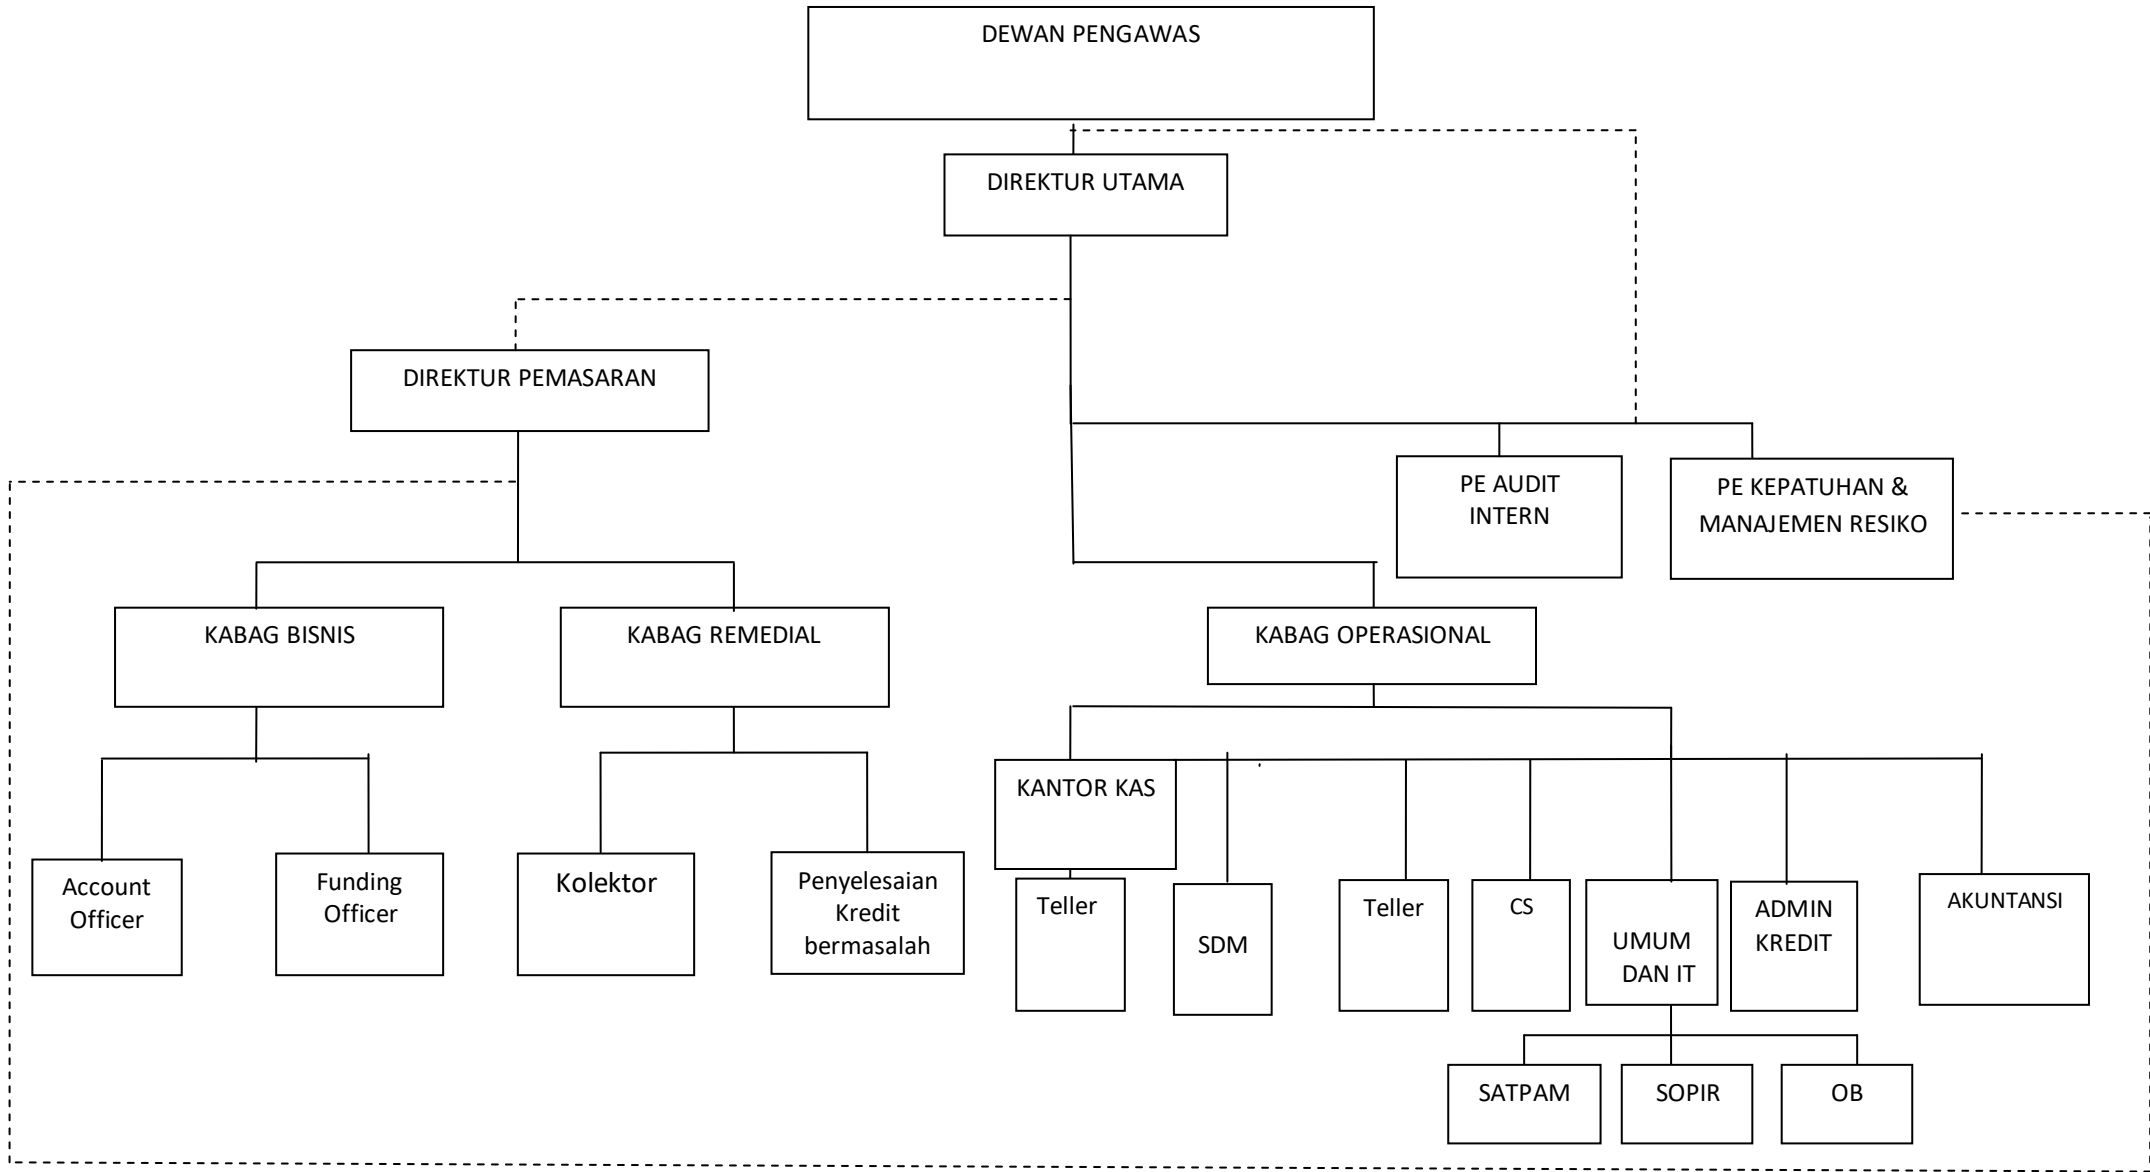 DEWAN PENGAWAS
DIREKTUR UTAMA
DIREKTUR PEMASARAN
PE AUDIT
INTERN
PE KEPATUHAN &
MANAJEMEN RESIKO
KABAG BISNIS
KABAG REMEDIAL
KABAG OPERASIONAL
KANTOR KAS
Account
Officer
Funding
Officer
Kolektor
Penyelesaian
Kredit
bermasalah
Teller
SDM
Teller
CS
UMUM
DAN IT
ADMIN
KREDIT
AKUNTANSI
SATPAM
SOPIR
OB